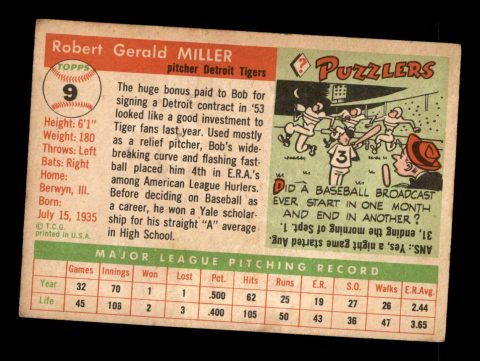 Robert Gerald MILLER
pitcher Detroit Tigers
TOPPS
9
Height: 6'1"
Weight: 180
Throws: Left
Bats: Right
Home:
Berwyn, Ill.
Born:
July 15, 1935
© T.C.G.
printed in U.S.A.
The huge bonus paid to Bob for
signing a Detroit contract in '53
looked like a good investment to
Tiger fans last year. Used mostly
as a relief pitcher, Bob's wide-
breaking curve and flashing fast-
ball placed him 4th in E.R.A.'s
among American League Hurlers.
Before deciding on Baseball as
a career, he won a Yale scholar-
ship for his straight "A" average
in High School.
? PUZZLERS
3
DID A BASEBALL BROADCAST
EVER START IN ONE MONTH
AND END IN ANOTHER?
ANS.: Yes, a night game started Aug.
31, ending the morning of Sept. 1.
MAJOR LEAGUE PITCHING RECORD
Games Innings Won Lost Pct. Hits Runs E.R. S.O. Walks E.R.Avg.
Year 32 70 1 1 .500 62 25 19 27 26 2.44
Life 45 106 2 3 .400 105 50 43 36 47 3.65